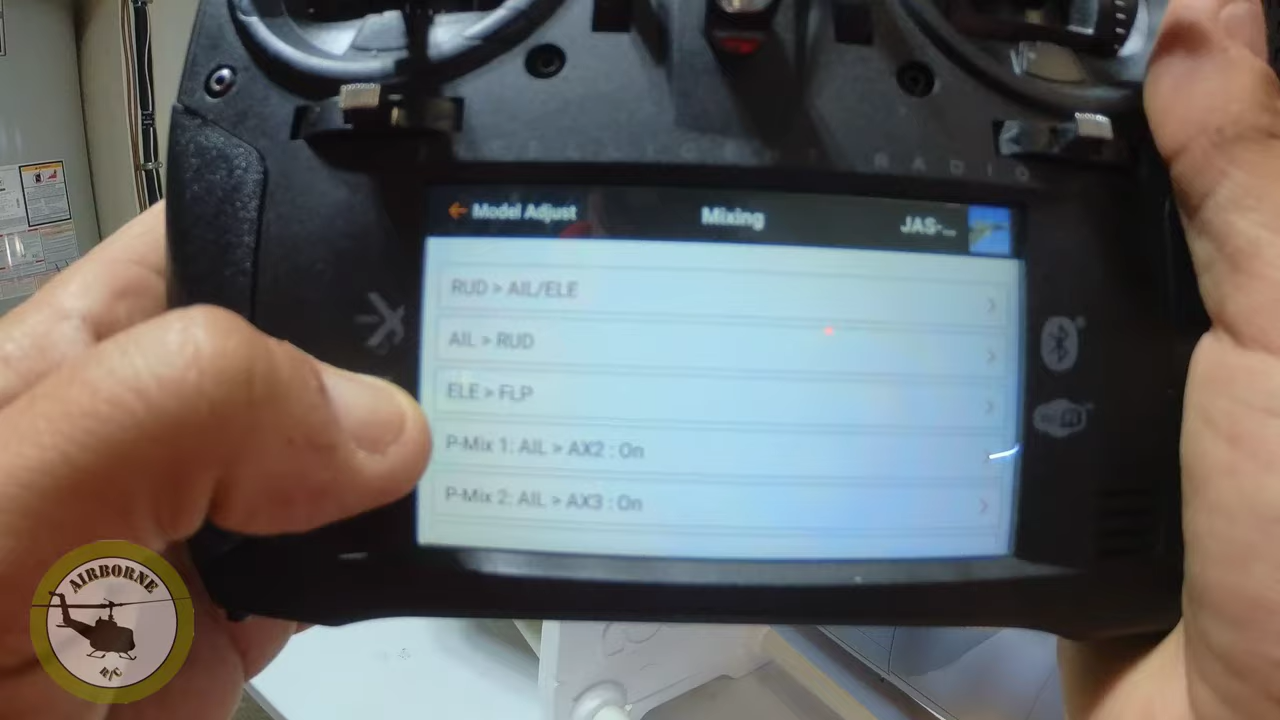 RADIO
Model Adjust
Mixing
JAS-...
RUD > AIL/ELE
AIL > RUD
ELE > FLP
P-Mix 1: AIL > AX2 : On
P-Mix 2: AIL > AX3 : On
AIRBORNE
R/C